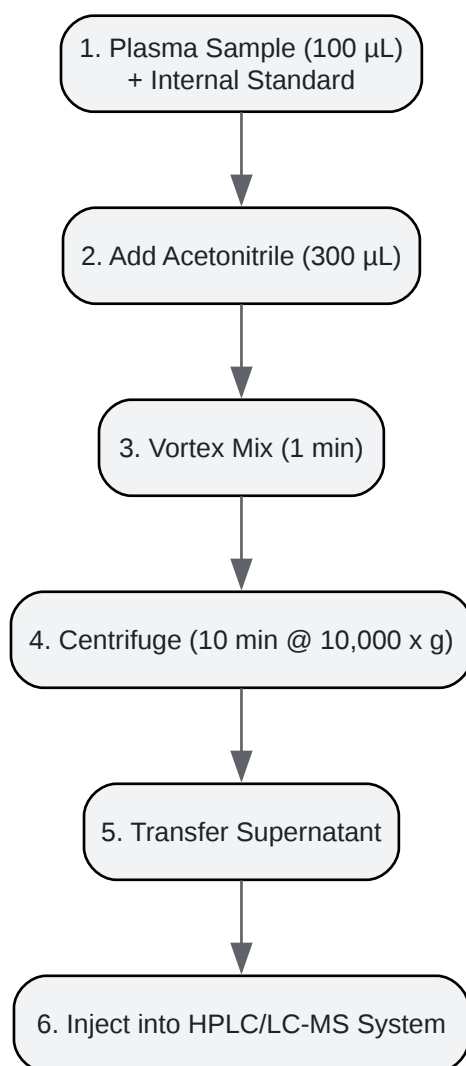 1. Plasma Sample (100 µL)
+ Internal Standard
2. Add Acetonitrile (300 µL)
3. Vortex Mix (1 min)
4. Centrifuge (10 min @ 10,000 x g)
5. Transfer Supernatant
6. Inject into HPLC/LC-MS System